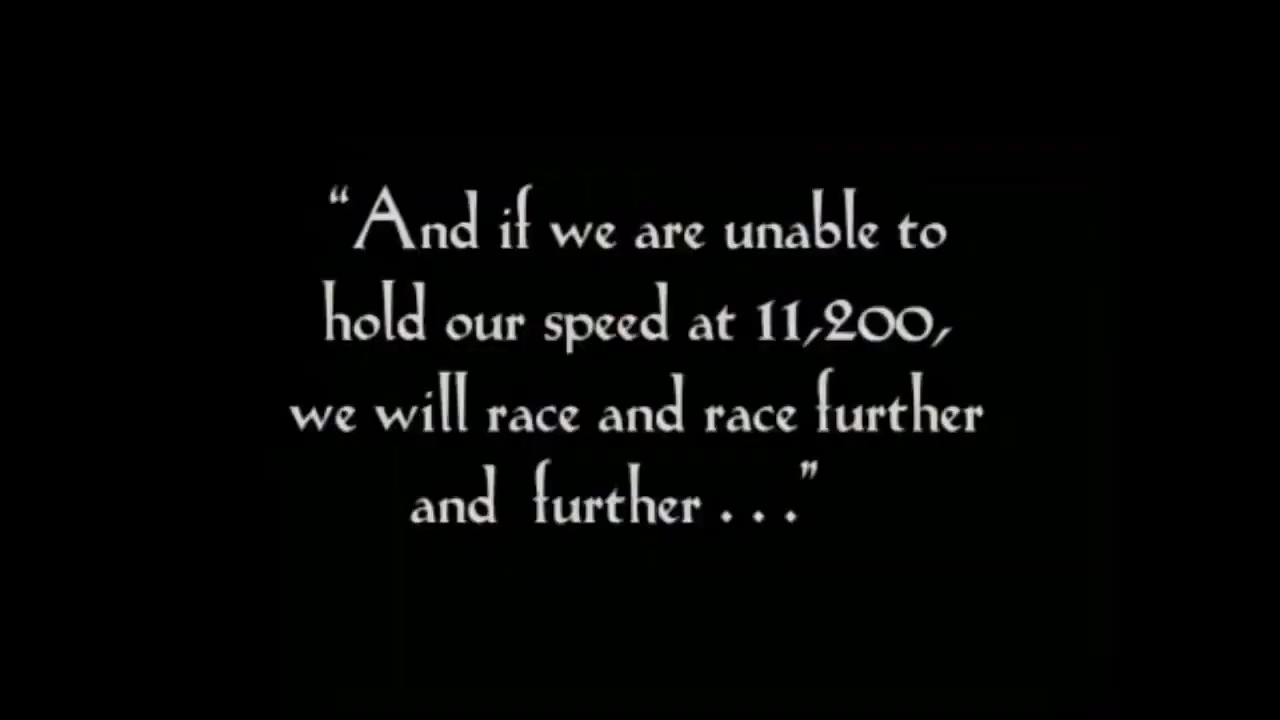 “And if we are unable to
hold our speed at 11,200,
we will race and race further
and further . . .”